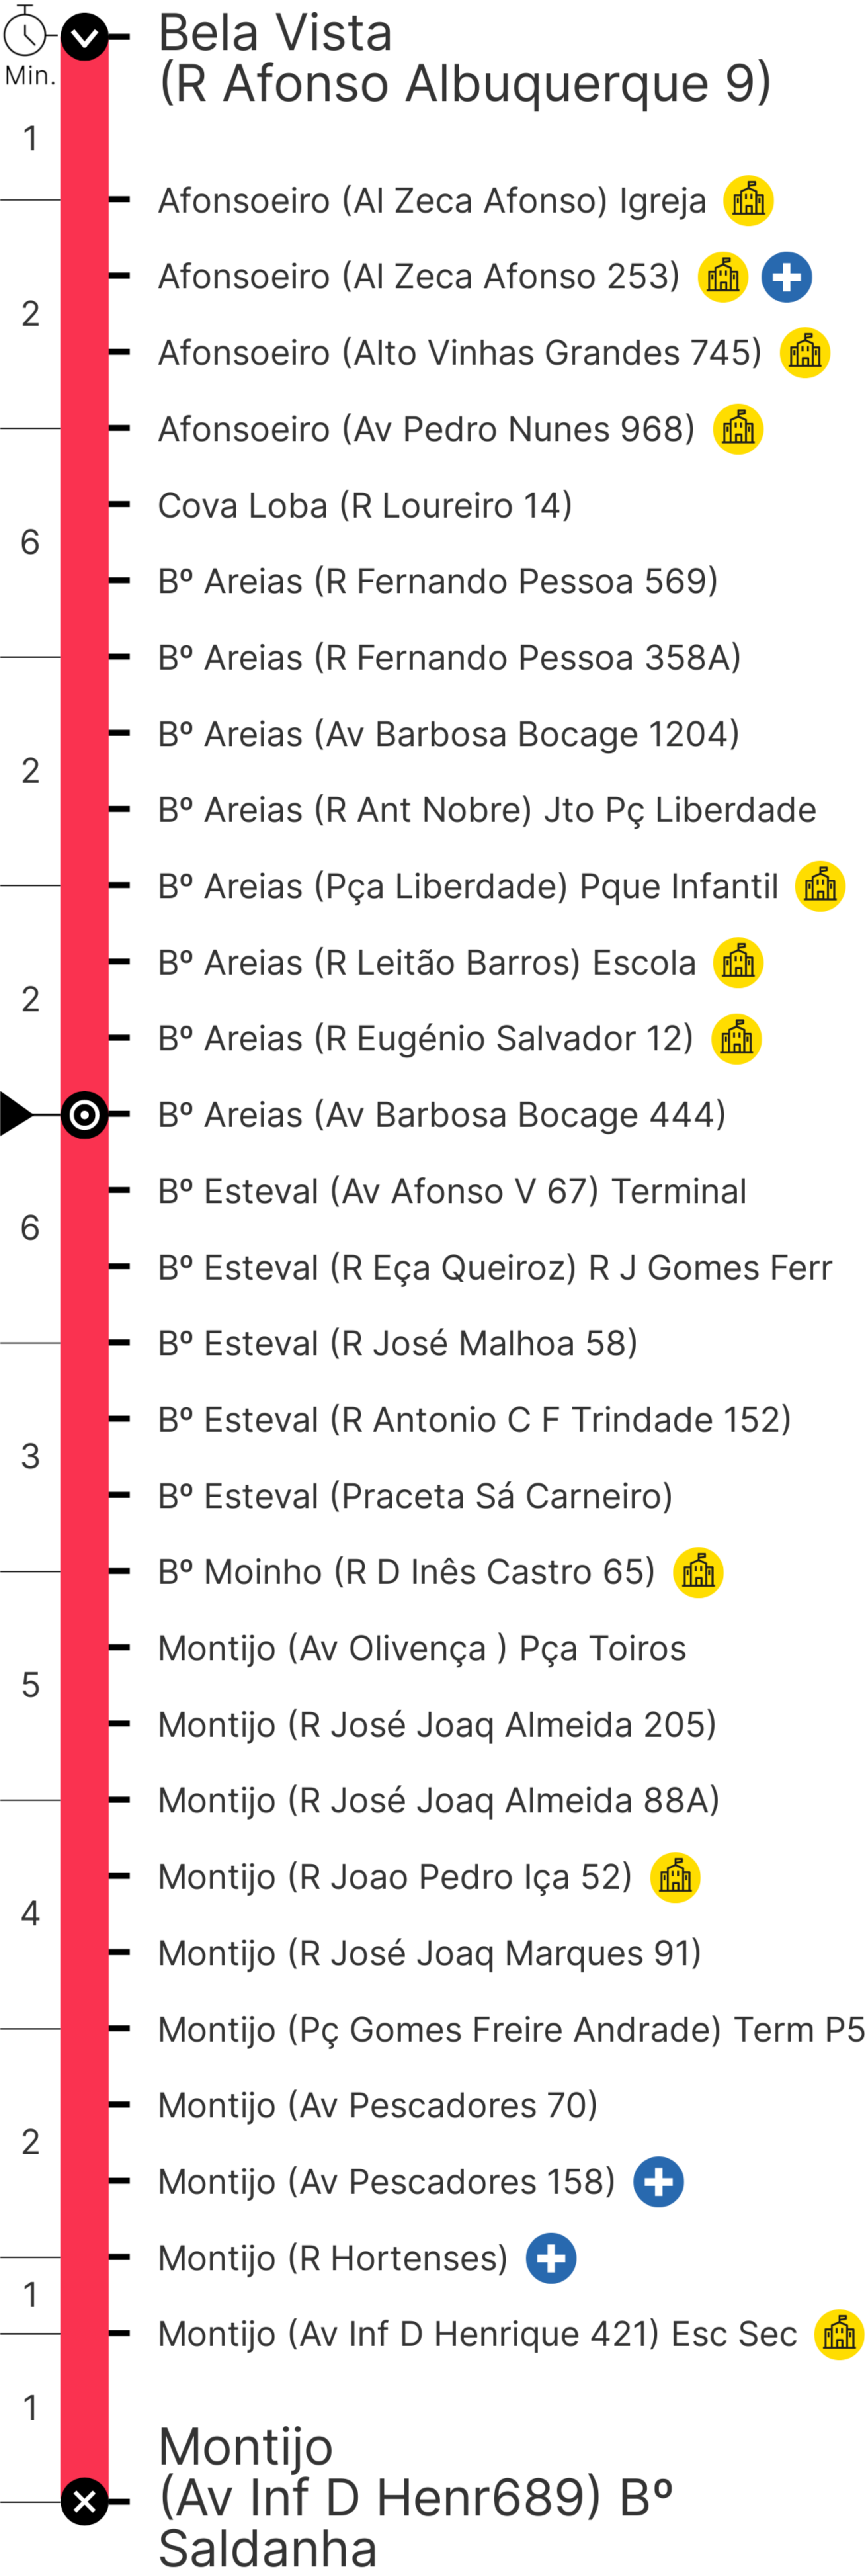 Bela Vista
Min.
(R Afonso Albuquerque 9)
1
Afonsoeiro (Al Zeca Afonso) Igreja
Afonsoeiro (Al Zeca Afonso 253)
2
Afonsoeiro (Alto Vinhas Grandes 745)
Afonsoeiro (Av Pedro Nunes 968)
Cova Loba (R Loureiro 14)
6
Bº Areias (R Fernando Pessoa 569)
Bº Areias (R Fernando Pessoa 358A)
Bº Areias (Av Barbosa Bocage 1204)
2
Bº Areias (R Ant Nobre) Jto Pç Liberdade
Bº Areias (Pça Liberdade) Pque Infantil
Bº Areias (R Leitão Barros) Escola
2
Bº Areias (R Eugénio Salvador 12)
Bº Areias (Av Barbosa Bocage 444)
Bº Esteval (Av Afonso V 67) Terminal
6
Bº Esteval (R Eça Queiroz) R J Gomes Ferr
Bº Esteval (R José Malhoa 58)
Bº Esteval (R Antonio C F Trindade 152)
3
Bº Esteval (Praceta Sá Carneiro)
Bº Moinho (R D Inês Castro 65)
Montijo (Av Olivença ) Pça Toiros
5
Montijo (R José Joaq Almeida 205)
Montijo (R José Joaq Almeida 88A)
Montijo (R Joao Pedro Iça 52)
4
Montijo (R José Joaq Marques 91)
Montijo (Pç Gomes Freire Andrade) Term P5
Montijo (Av Pescadores 70)
2
Montijo (Av Pescadores 158)
Montijo (R Hortenses)
1
Montijo (Av Inf D Henrique 421) Esc Sec
1
Montijo
(Av Inf D Henr689) Bº
Saldanha